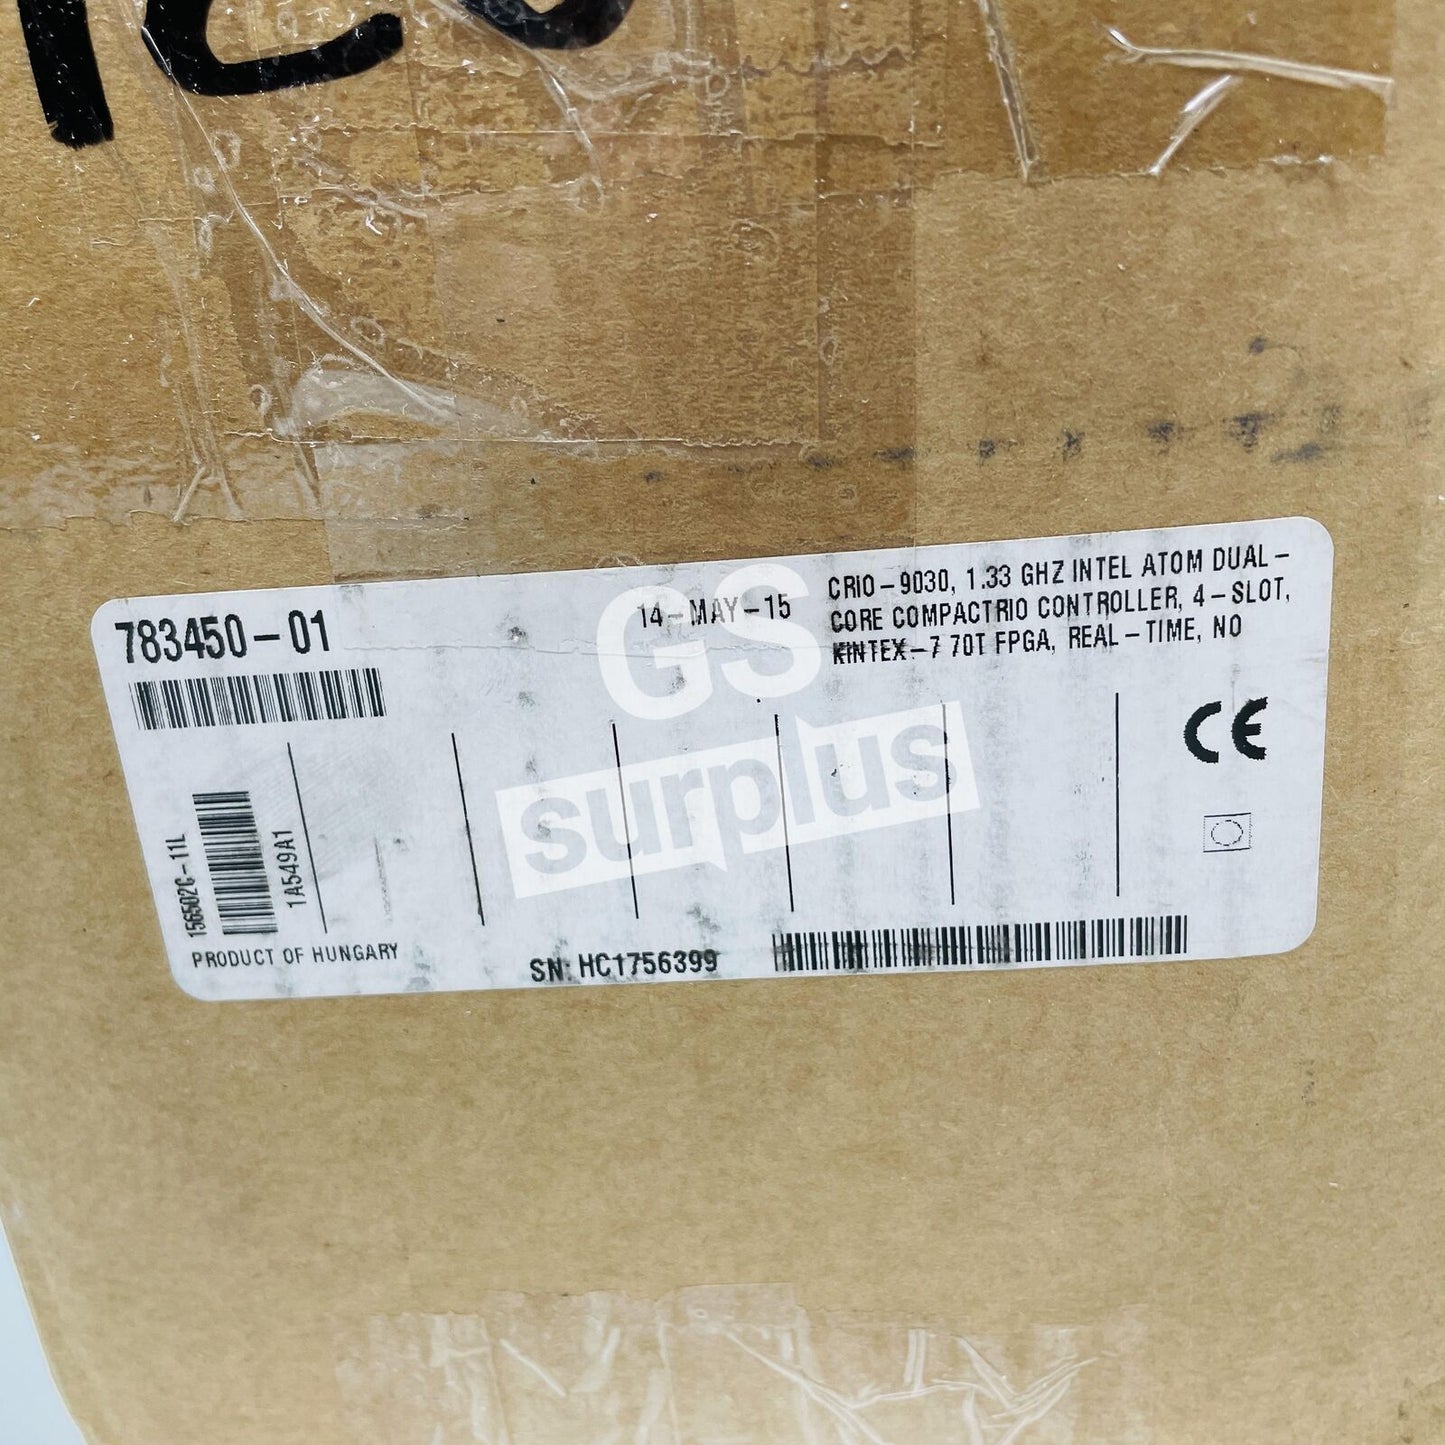 783450-01
14-MAY-15
CRIO-9030, 1.33 GHZ INTEL ATOM DUAL-
CORE COMPACTRIO CONTROLLER, 4-SLOT,
KINTEX-7 70T FPGA, REAL-TIME, NO
GS
surplus
CE
156502C-11L
1A549A1
PRODUCT OF HUNGARY
SN: HC1756399